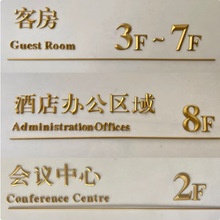 客房
Guest Room
3F~7F
酒店办公区域
Administration Offices
8F
会议中心
Conference Centre
2F